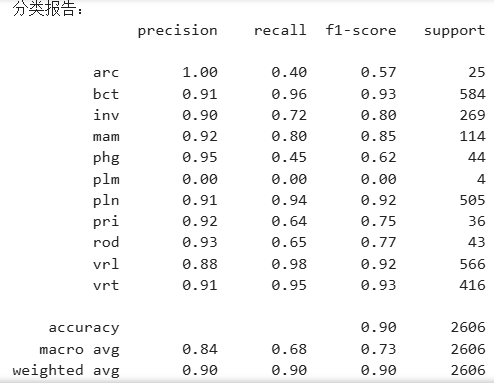 分类报告：
precision recall f1-score support
arc 1.00 0.40 0.57 25
bct 0.91 0.96 0.93 584
inv 0.90 0.72 0.80 269
mam 0.92 0.80 0.85 114
phg 0.95 0.45 0.62 44
plm 0.00 0.00 0.00 4
pln 0.91 0.94 0.92 505
pri 0.92 0.64 0.75 36
rod 0.93 0.65 0.77 43
vrl 0.88 0.98 0.92 566
vrt 0.91 0.95 0.93 416
accuracy 0.90 2606
macro avg 0.84 0.68 0.73 2606
weighted avg 0.90 0.90 0.90 2606